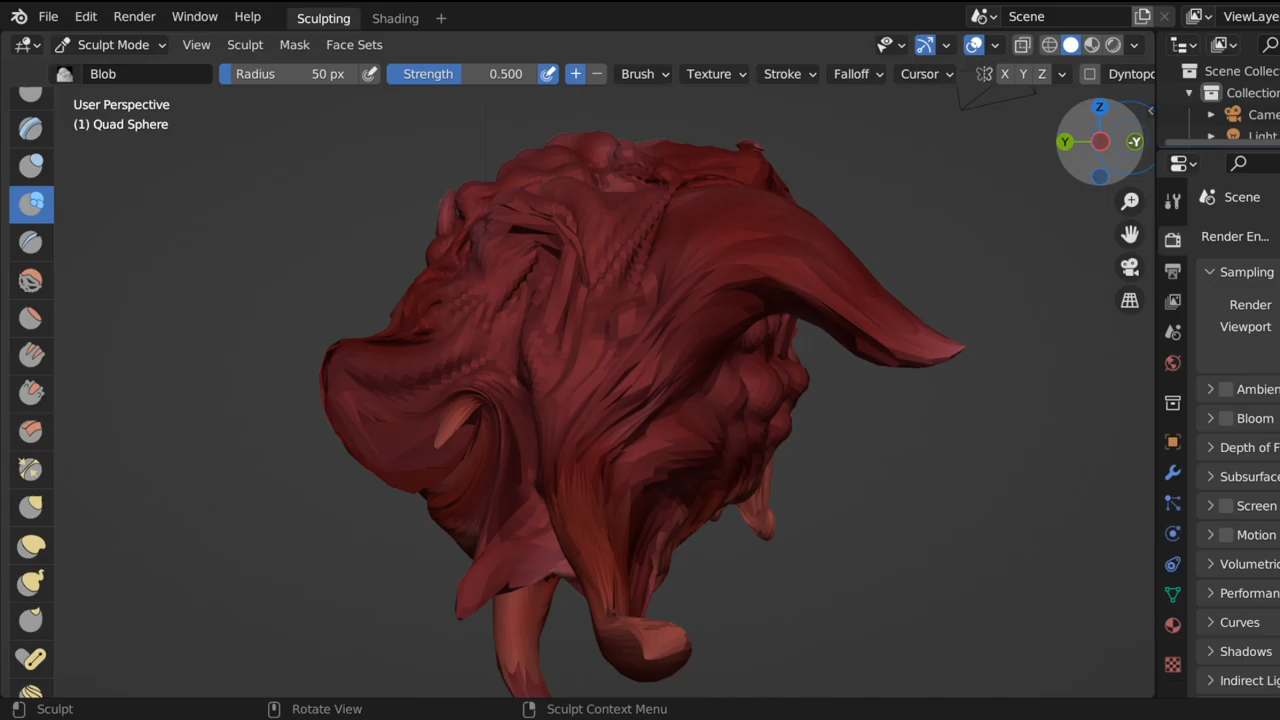 File Edit Render Window Help Sculpting Shading + Scene ViewLaye
Sculpt Mode View Sculpt Mask Face Sets
Blob Radius 50 px Strength 0.500 + − Brush Texture Stroke Falloff Cursor X Y Z Dyntopo
Scene Collec
Collection
Came
Light
User Perspective
(1) Quad Sphere
Z
Y
-Y
Scene
Render En...
Sampling
Render
Viewport
Ambien
Bloom
Depth of F
Subsurfac
Screen
Motion
Volumetric
Performan
Curves
Shadows
Indirect Lig
Sculpt Rotate View Sculpt Context Menu